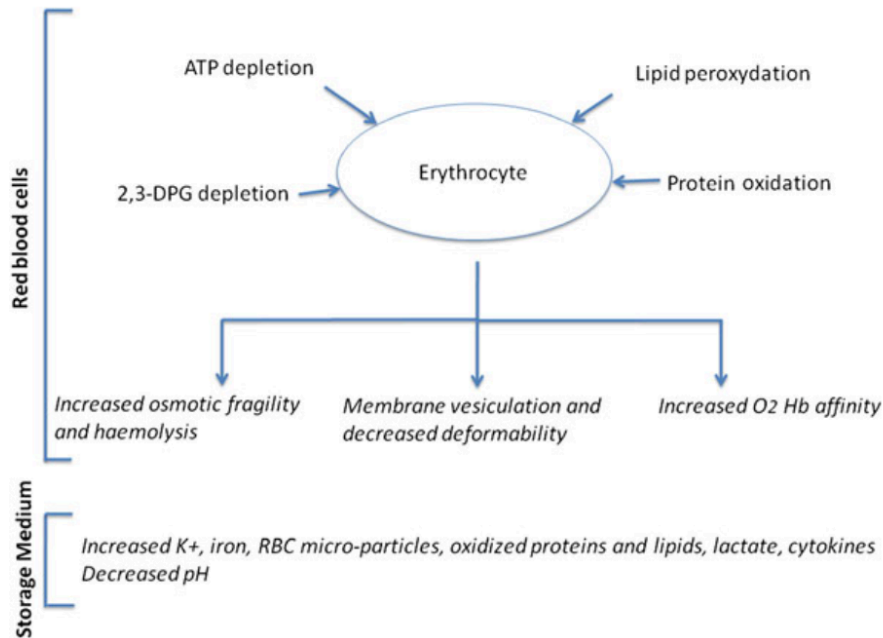 ATP depletion
Lipid peroxydation
Erythrocyte
2,3-DPG depletion
Protein oxidation
Red blood cells
Increased osmotic fragility
and haemolysis
Membrane vesiculation and
decreased deformability
Increased O2 Hb affinity
Storage Medium
Increased K+, iron, RBC micro-particles, oxidized proteins and lipids, lactate, cytokines
Decreased pH